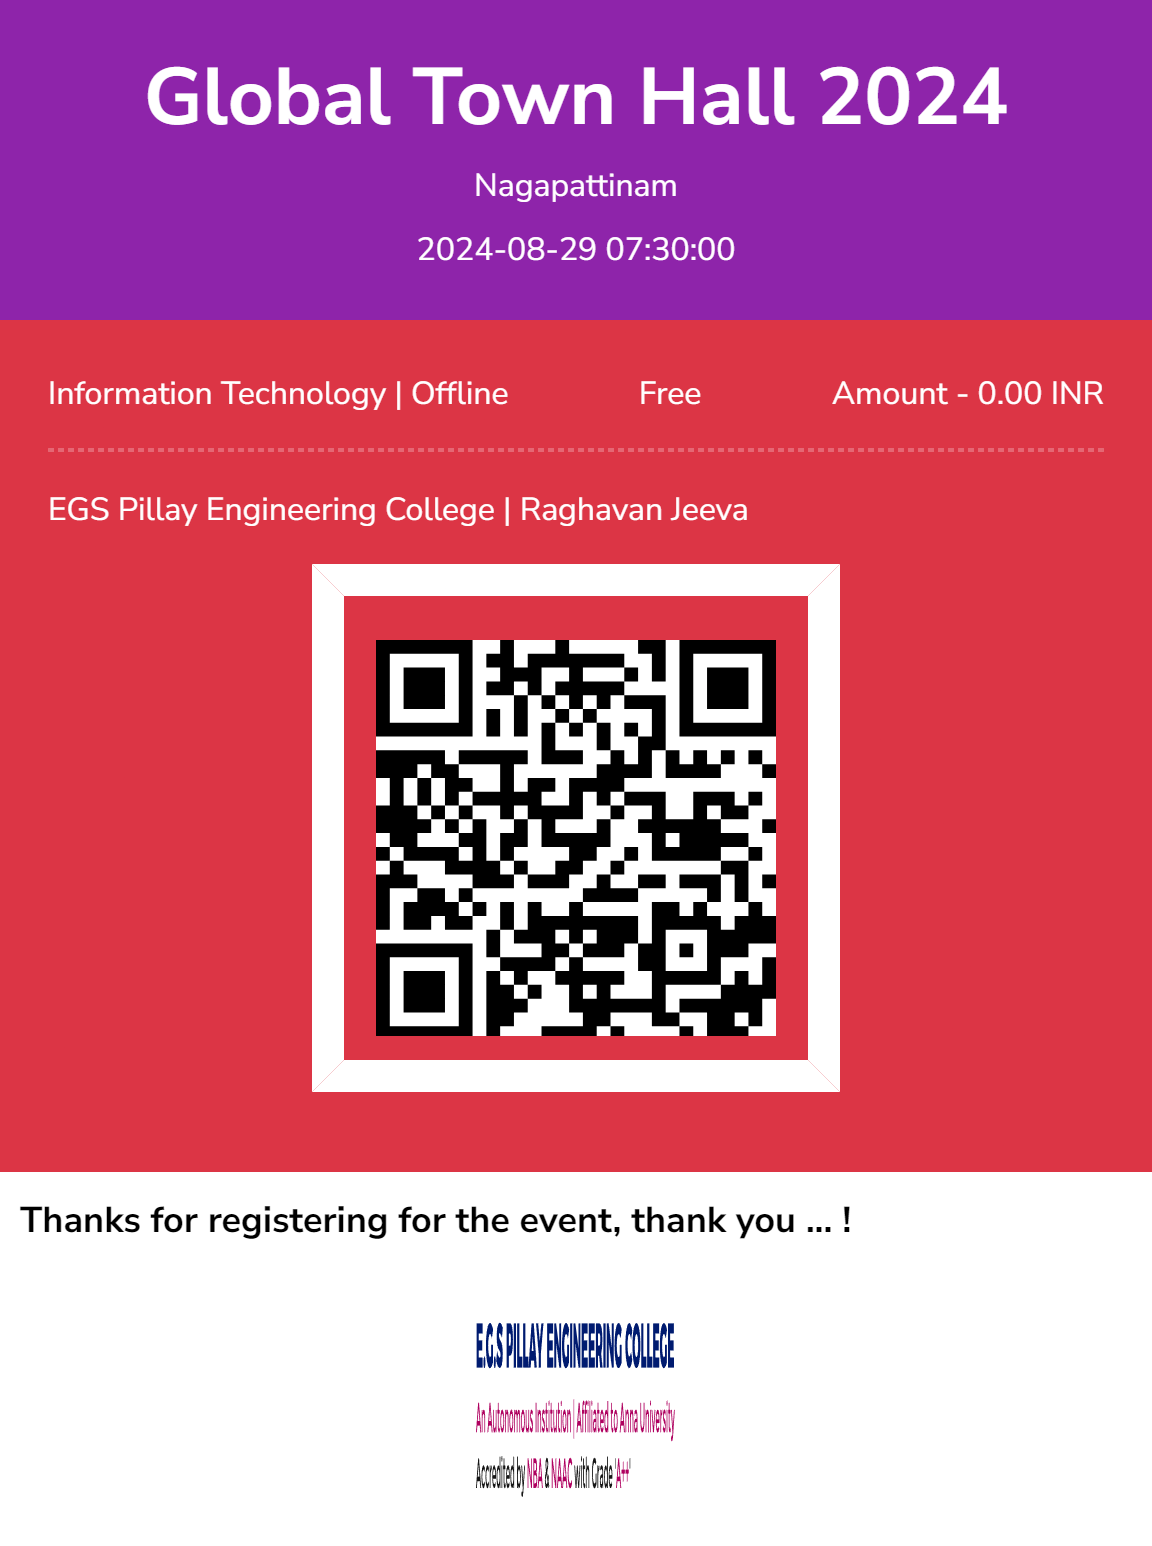 Global Town Hall 2024
Nagapattinam
2024-08-29 07:30:00
Information Technology | Offline Free Amount - 0.00 INR
EGS Pillay Engineering College | Raghavan Jeeva
Thanks for registering for the event, thank you ... !
E.G.S PILLAY ENGINEERING COLLEGE
An Autonomous Institution | Affiliated to Anna University
Accredited by NBA & NAAC with Grade 'A++'